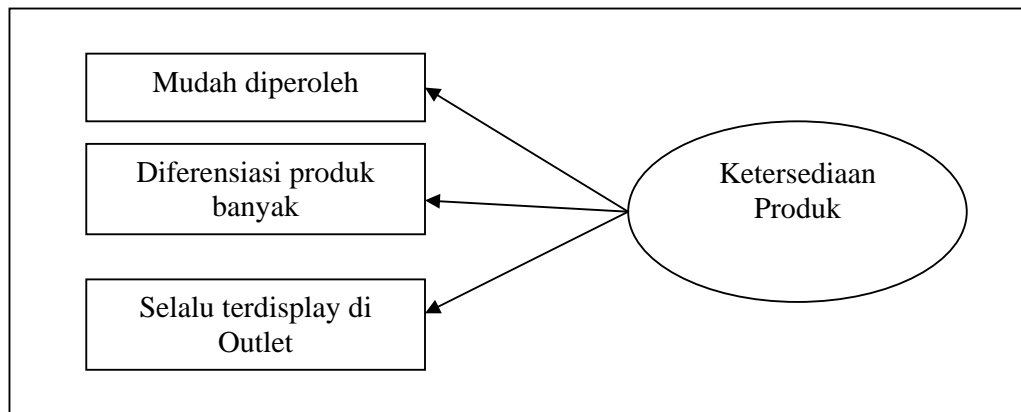 Mudah diperoleh
Diferensiasi produk
banyak
Selalu terdisplay di
Outlet
Ketersediaan
Produk